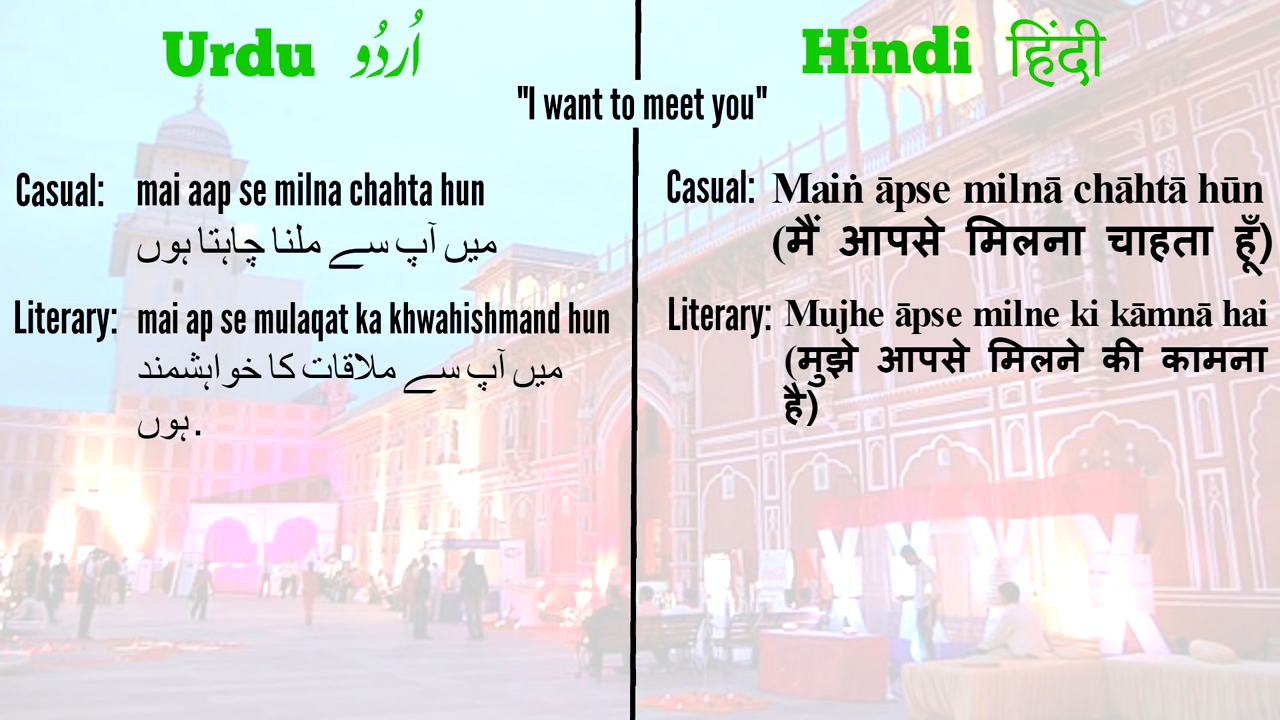 Urdu اُردُو
Hindi हिंदी
"I want to meet you"
Casual: mai aap se milna chahta hun
میں آپ سے ملنا چاہتا ہوں
Literary: mai ap se mulaqat ka khwahishmand hun
میں آپ سے ملاقات کا خواہشمند
ہوں.
Casual: Maiṅ āpse milnā chāhtā hūn
(मैं आपसे मिलना चाहता हूँ)
Literary: Mujhe āpse milne ki kāmnā hai
(मुझे आपसे मिलने की कामना
है)